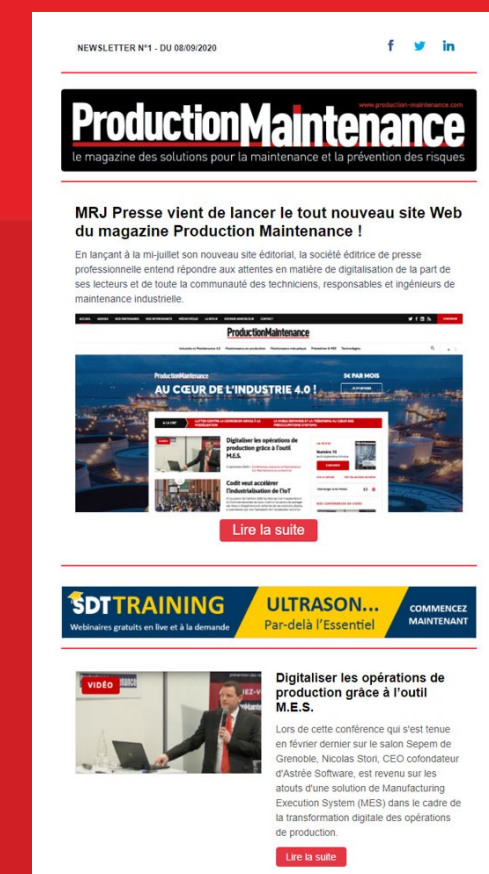 NEWSLETTER N°1 - DU 08/09/2020
www.production-maintenance.com
ProductionMaintenance
le magazine des solutions pour la maintenance et la prévention des risques
MRJ Presse vient de lancer le tout nouveau site Web
du magazine Production Maintenance !
En lançant à la mi-juillet son nouveau site éditorial, la société éditrice de presse
professionnelle entend répondre aux attentes en matière de digitalisation de la part de
ses lecteurs et de toute la communauté des techniciens, responsables et ingénieurs de
maintenance industrielle.
ProductionMaintenance
ProductionMaintenance
AU CŒUR DE L'INDUSTRIE 4.0 !
5€ PAR MOIS
Digitaliser les opérations de
production grâce à l'outil
M.E.S.
Codit veut accélérer
l'industrialisation de l'IoT
Lire la suite
SDT TRAINING
Webinaires gratuits en live et à la demande
ULTRASON...
Par-delà l'Essentiel
COMMENCEZ
MAINTENANT
VIDÉO
Digitaliser les opérations de
production grâce à l'outil
M.E.S.
Lors de cette conférence qui s'est tenue
en février dernier sur le salon Sepem de
Grenoble, Nicolas Stori, CEO cofondateur
d'Astrée Software, est revenu sur les
atouts d'une solution de Manufacturing
Execution System (MES) dans le cadre de
la transformation digitale des opérations
de production.
Lire la suite